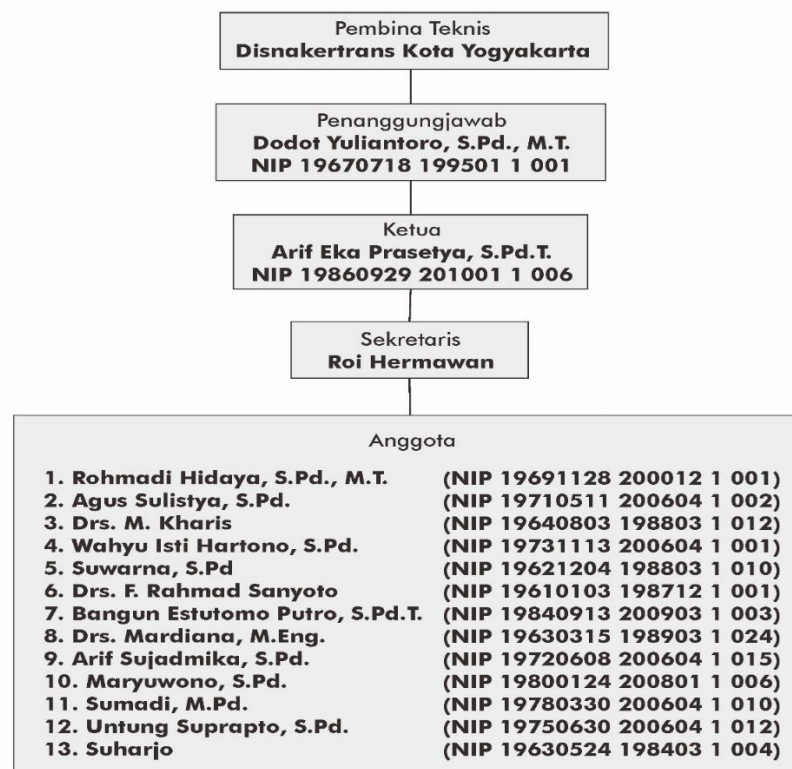 Pembina Teknis
Disnakertrans Kota Yogyakarta
Penanggungjawab
Dodot Yuliantoro, S.Pd., M.T.
NIP 19670718 199501 1 001
Ketua
Arif Eka Prasetya, S.Pd.T.
NIP 19860929 201001 1 006
Sekretaris
Roi Hermawan
Anggota
1. Rohmadi Hidaya, S.Pd., M.T. (NIP 19691128 200012 1 001)
2. Agus Sulistya, S.Pd. (NIP 19710511 200604 1 002)
3. Drs. M. Kharis (NIP 19640803 198803 1 012)
4. Wahyu Isti Hartono, S.Pd. (NIP 19731113 200604 1 001)
5. Suwarna, S.Pd (NIP 19621204 198803 1 010)
6. Drs. F. Rahmad Sanyoto (NIP 19610103 198712 1 001)
7. Bangun Estutomo Putro, S.Pd.T. (NIP 19840913 200903 1 003)
8. Drs. Mardiana, M.Eng. (NIP 19630315 198903 1 024)
9. Arif Sujadmika, S.Pd. (NIP 19720608 200604 1 015)
10. Maryuwono, S.Pd. (NIP 19800124 200801 1 006)
11. Sumadi, M.Pd. (NIP 19780330 200604 1 010)
12. Untung Suprapto, S.Pd. (NIP 19750630 200604 1 012)
13. Suharjo (NIP 19630524 198403 1 004)